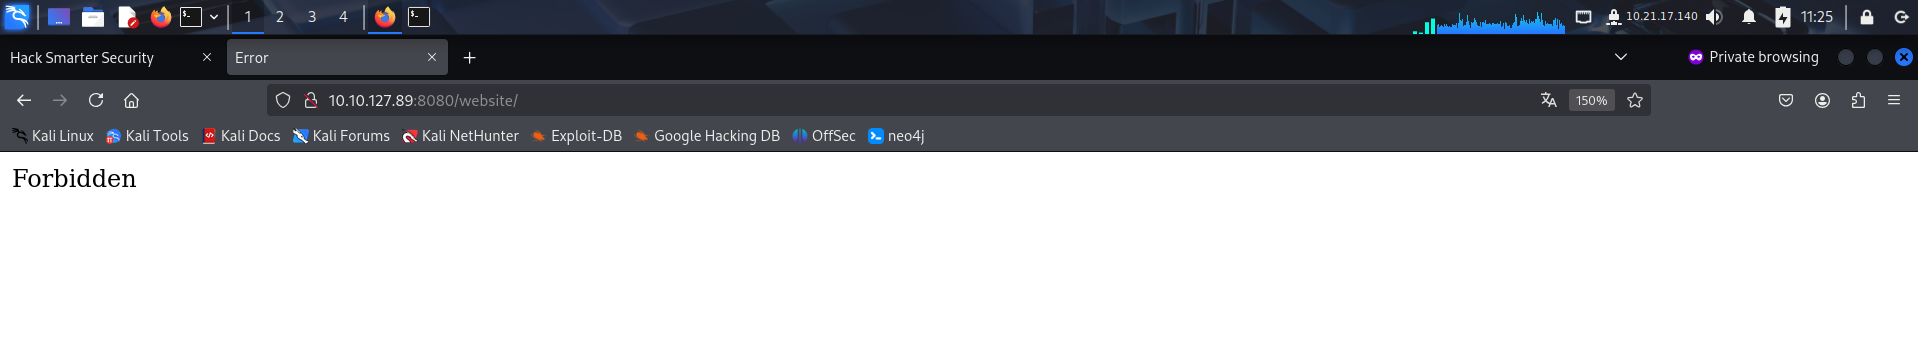 1 2 3 4 10.21.17.140 11:25
Hack Smarter Security Error Private browsing
10.10.127.89:8080/website/ 150%
Kali Linux Kali Tools Kali Docs Kali Forums Kali NetHunter Exploit-DB Google Hacking DB OffSec neo4j
Forbidden